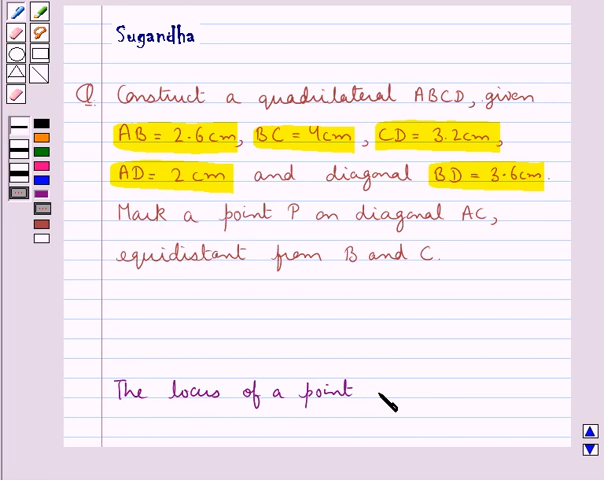 Sugandha
Q. Construct a quadrilateral ABCD, given
AB = 2.6cm, BC = 4cm, CD = 3.2cm,
AD = 2 cm and diagonal BD = 3.6cm.
Mark a point P on diagonal AC,
equidistant from B and C.
The locus of a point